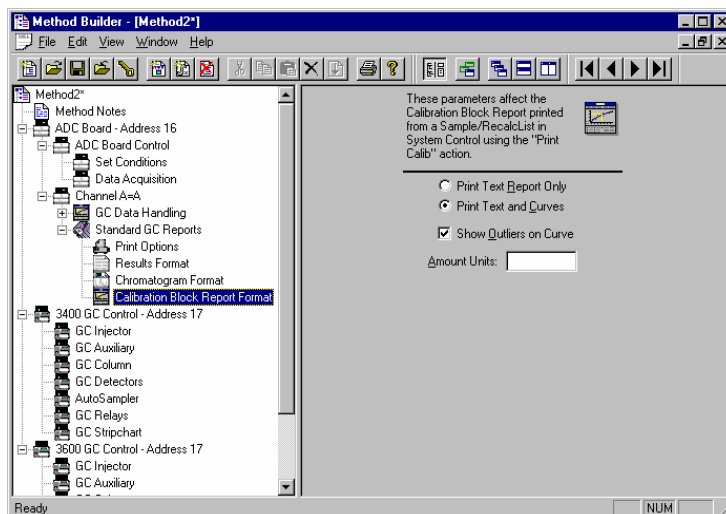 Method Builder - [Method2*]
File Edit View Window Help
Method2*
Method Notes
ADC Board - Address 16
ADC Board Control
Set Conditions
Data Acquisition
Channel A=A
GC Data Handling
Standard GC Reports
Print Options
Results Format
Chromatogram Format
Calibration Block Report Format
3400 GC Control - Address 17
GC Injector
GC Auxiliary
GC Column
GC Detectors
AutoSampler
GC Relays
GC Stripchart
3600 GC Control - Address 17
GC Injector
GC Auxiliary
These parameters affect the
Calibration Block Report printed
from a Sample/RecalcList in
System Control using the "Print
Calib" action.
Print Text Report Only
Print Text and Curves
Show Outliers on Curve
Amount Units:
Ready
NUM